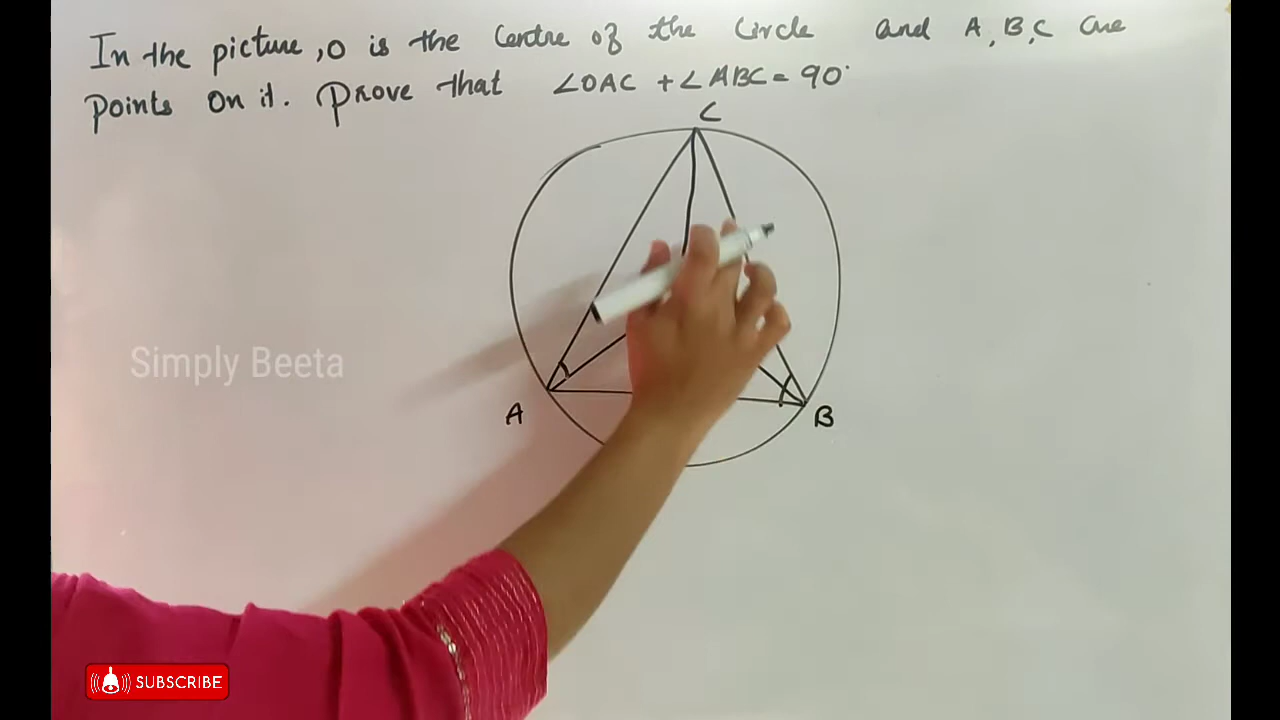 In the picture, O is the Centre of the Circle and A, B, C are
points on it. Prove that ∠OAC + ∠ABC = 90°
C
Simply Beeta
A
B
SUBSCRIBE